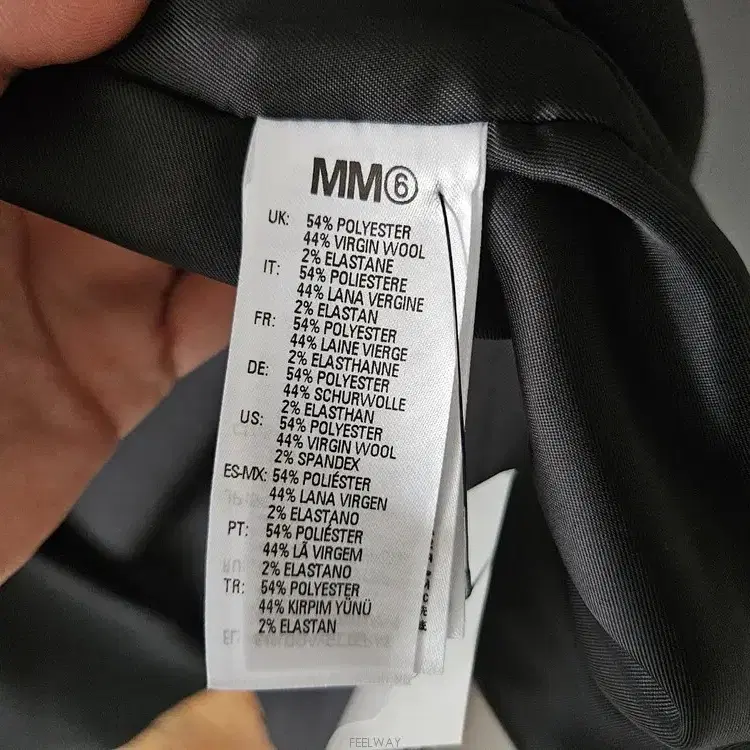 MM⑥
UK: 54% POLYESTER
44% VIRGIN WOOL
2% ELASTANE
IT: 54% POLIESTERE
44% LANA VERGINE
2% ELASTAN
FR: 54% POLYESTER
44% LAINE VIERGE
2% ELASTHANNE
DE: 54% POLYESTER
44% SCHURWOLLE
2% ELASTHAN
US: 54% POLYESTER
44% VIRGIN WOOL
2% SPANDEX
ES-MX: 54% POLIÉSTER
44% LANA VIRGEN
2% ELASTANO
PT: 54% POLIÉSTER
44% LÃ VIRGEM
2% ELASTANO
TR: 54% POLYESTER
44% KIRPIM YÜNÜ
2% ELASTAN
FEELWAY